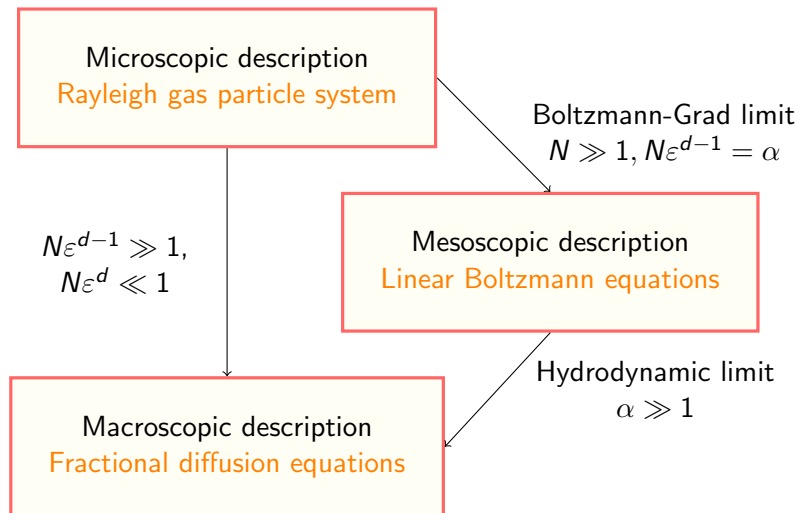 Microscopic description
Rayleigh gas particle system
Boltzmann-Grad limit
N ≫ 1, Nε^{d−1} = α
Nε^{d−1} ≫ 1,
Nε^d ≪ 1
Mesoscopic description
Linear Boltzmann equations
Hydrodynamic limit
α ≫ 1
Macroscopic description
Fractional diffusion equations